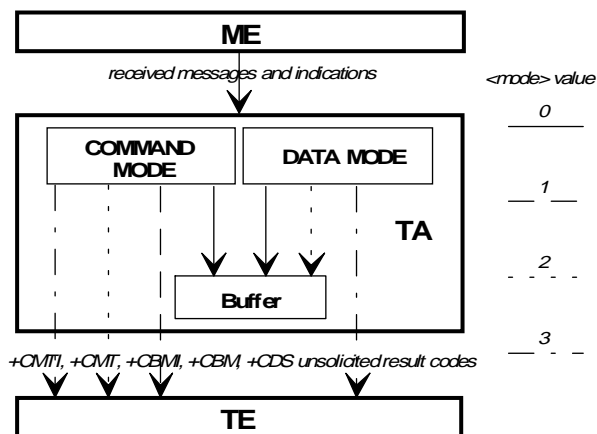 ME
received messages and indications
<mode> value
0
COMMAND
MODE
DATA MODE
1
TA
2
Buffer
3
+CMT'I, +CMT, +CBMI, +CBM, +CDS unsolicited result codes
TE